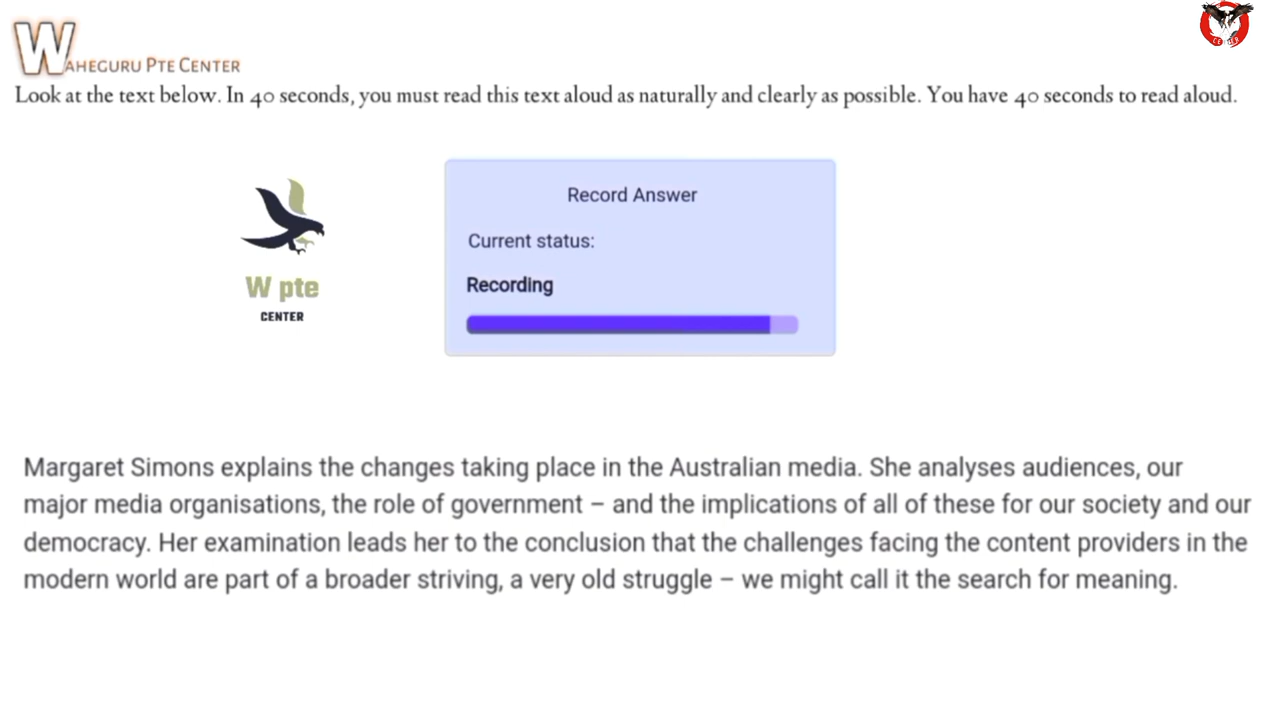 WAHEGURU PTE CENTER
Look at the text below. In 40 seconds, you must read this text aloud as naturally and clearly as possible. You have 40 seconds to read aloud.
W pte
CENTER
Record Answer
Current status:
Recording
Margaret Simons explains the changes taking place in the Australian media. She analyses audiences, our
major media organisations, the role of government – and the implications of all of these for our society and our
democracy. Her examination leads her to the conclusion that the challenges facing the content providers in the
modern world are part of a broader striving, a very old struggle – we might call it the search for meaning.